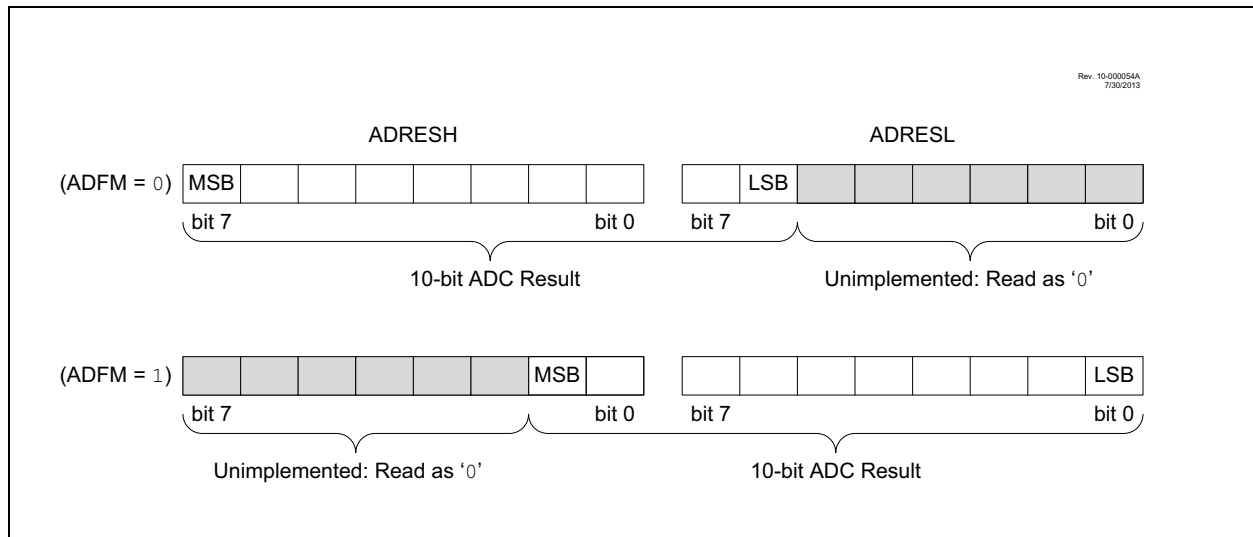 Rev. 10-000054A
7/30/2013
ADRESH ADRESL
(ADFM = 0) MSB LSB
bit 7 bit 0 bit 7 bit 0
10-bit ADC Result Unimplemented: Read as ‘0’
(ADFM = 1) MSB LSB
bit 7 bit 0 bit 7 bit 0
Unimplemented: Read as ‘0’ 10-bit ADC Result